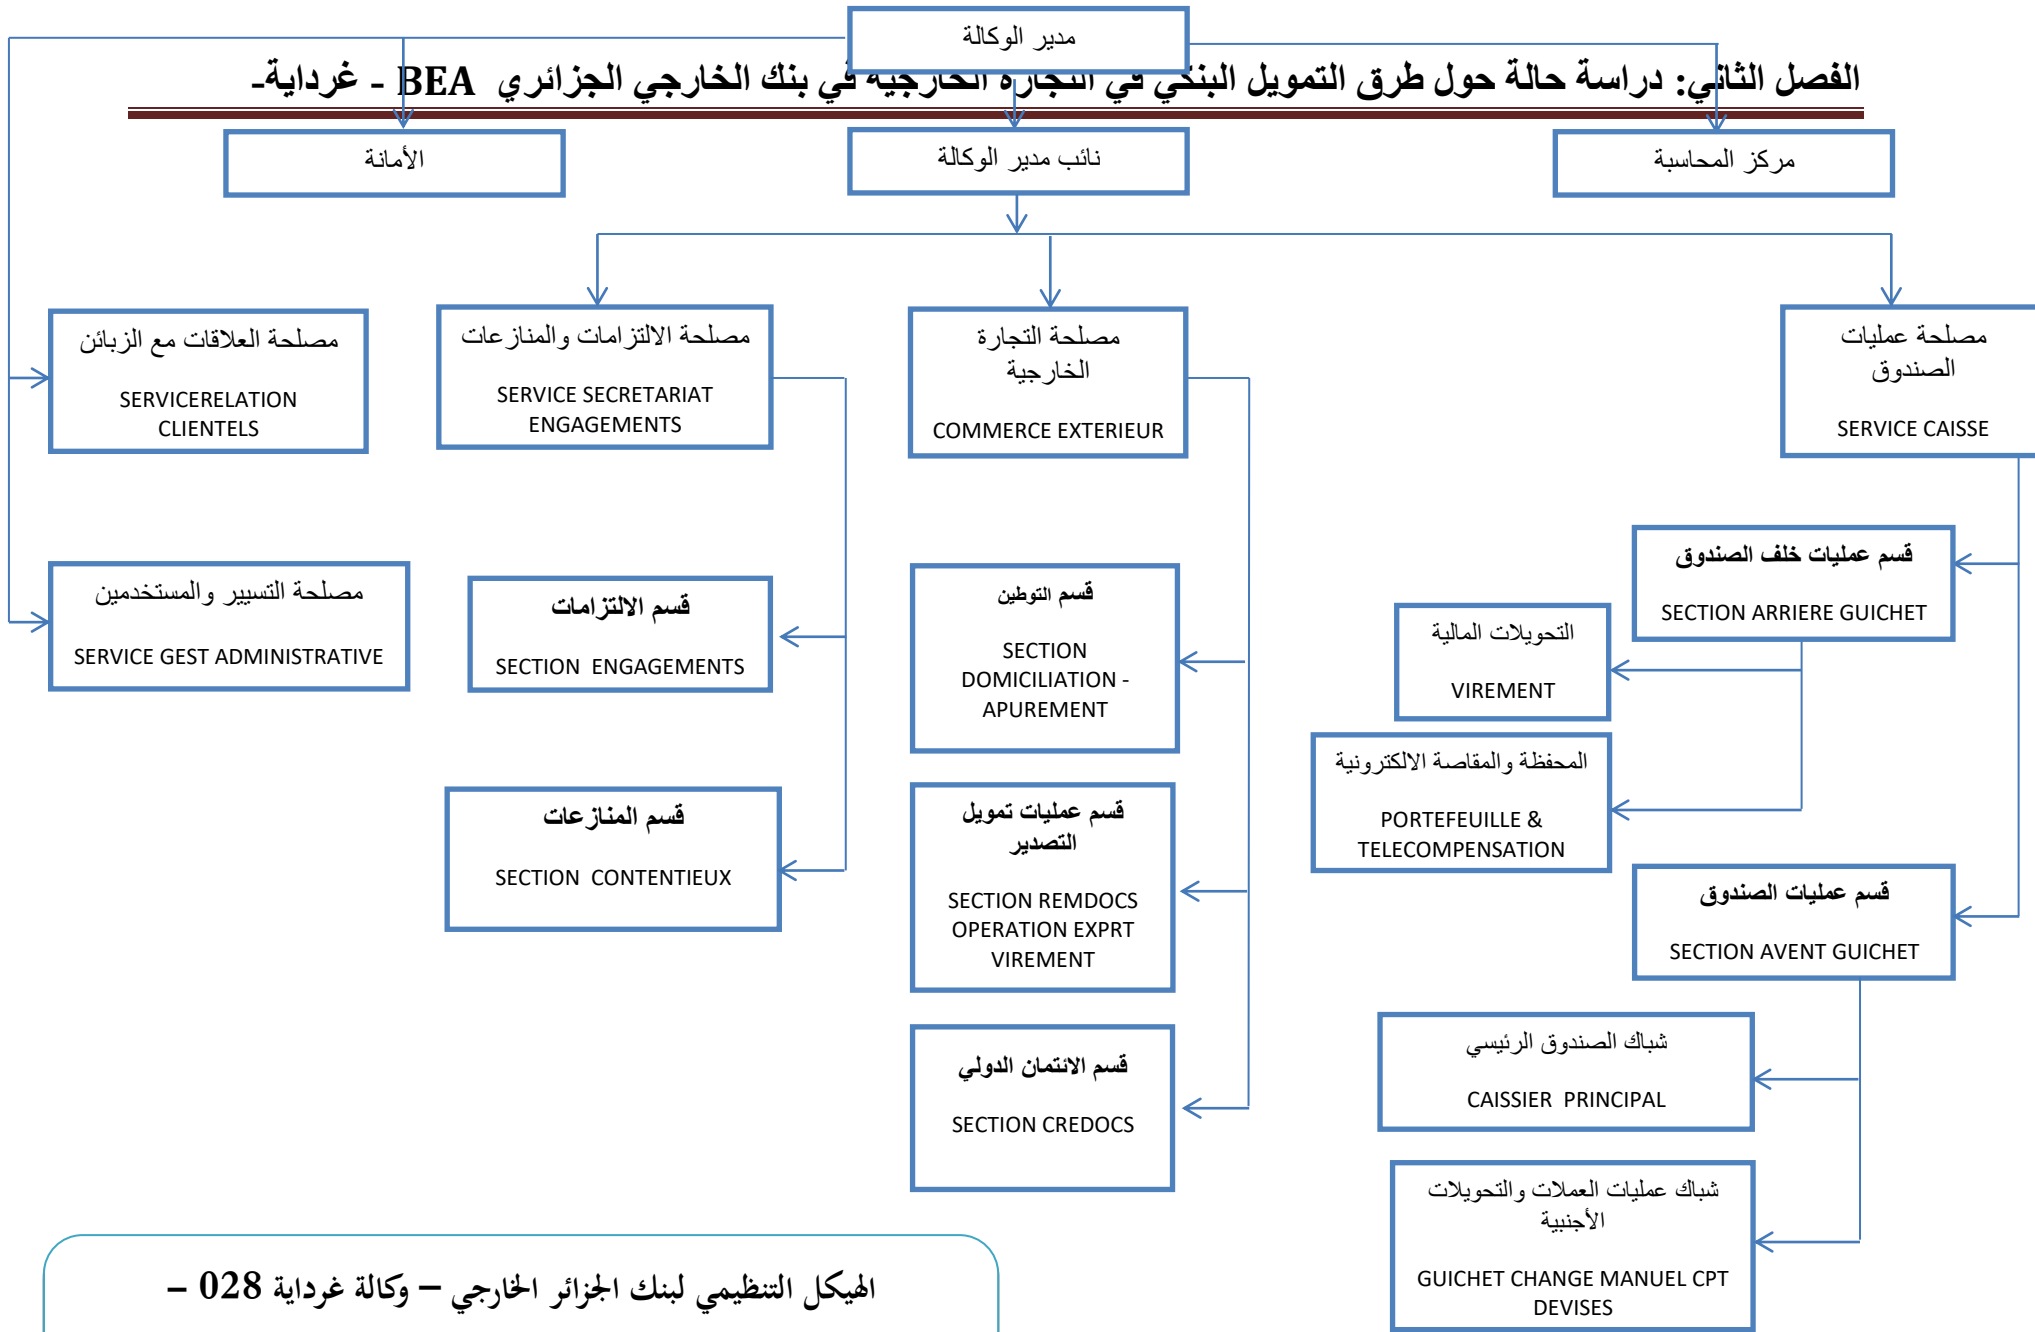 مدير الوكالة
الفصل الثاني: دراسة حالة حول طرق التمويل البنكي في التجارة الخارجية في بنك الخارجي الجزائري BEA - غرداية-
مركز المحاسبة
نائب مدير الوكالة
الأمانة
مصلحة عمليات
الصندوق
SERVICE CAISSE
مصلحة التجارة
الخارجية
COMMERCE EXTERIEUR
مصلحة الالتزامات والمنازعات
SERVICE SECRETARIAT
ENGAGEMENTS
مصلحة العلاقات مع الزبائن
SERVICERELATION
CLIENTELS
قسم عمليات خلف الصندوق
SECTION ARRIERE GUICHET
التحويلات المالية
VIREMENT
المحفظة والمقاصة الالكترونية
PORTEFEUILLE &
TELECOMPENSATION
قسم عمليات الصندوق
SECTION AVENT GUICHET
شباك الصندوق الرئيسي
CAISSIER PRINCIPAL
شباك عمليات العملات والتحويلات
الأجنبية
GUICHET CHANGE MANUEL CPT
DEVISES
قسم التوطين
SECTION
DOMICILIATION -
APUREMENT
قسم عمليات تمويل
التصدير
SECTION REMDOCS
OPERATION EXPRT
VIREMENT
قسم الائتمان الدولي
SECTION CREDOCS
قسم الالتزامات
SECTION ENGAGEMENTS
قسم المنازعات
SECTION CONTENTIEUX
مصلحة التسيير والمستخدمين
SERVICE GEST ADMINISTRATIVE
الهيكل التنظيمي لبنك الجزائر الخارجي – وكالة غرداية 028 –